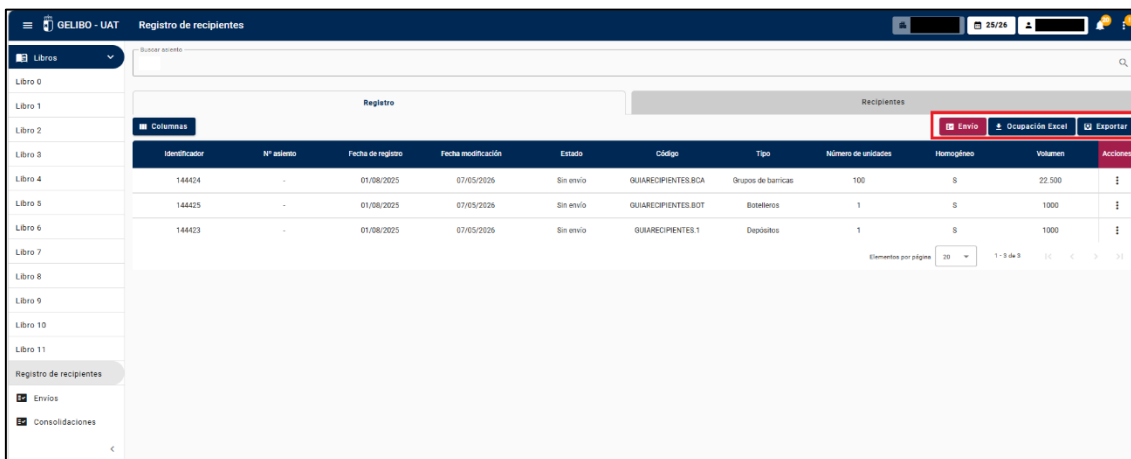 GELIBO - UAT Registro de recipientes 25/26
Libros
Buscar asiento
Libro 0
Libro 1
Registro Recipientes
Libro 2
Columnas Envío Ocupación Excel Exportar
Libro 3
Identificador Nº asiento Fecha de registro Fecha modificación Estado Código Tipo Número de unidades Homogéneo Volumen Acciones
Libro 4
144424 - 01/08/2025 07/05/2026 Sin envío GUIARECIPIENTES.BCA Grupos de barricas 100 S 22.500
Libro 5
144425 - 01/08/2025 07/05/2026 Sin envío GUIARECIPIENTES.BOT Botelleros 1 S 1000
Libro 6
144423 - 01/08/2025 07/05/2026 Sin envío GUIARECIPIENTES.1 Depósitos 1 S 1000
Libro 7
Elementos por página 20 1 - 3 de 3
Libro 8
Libro 9
Libro 10
Libro 11
Registro de recipientes
Envíos
Consolidaciones